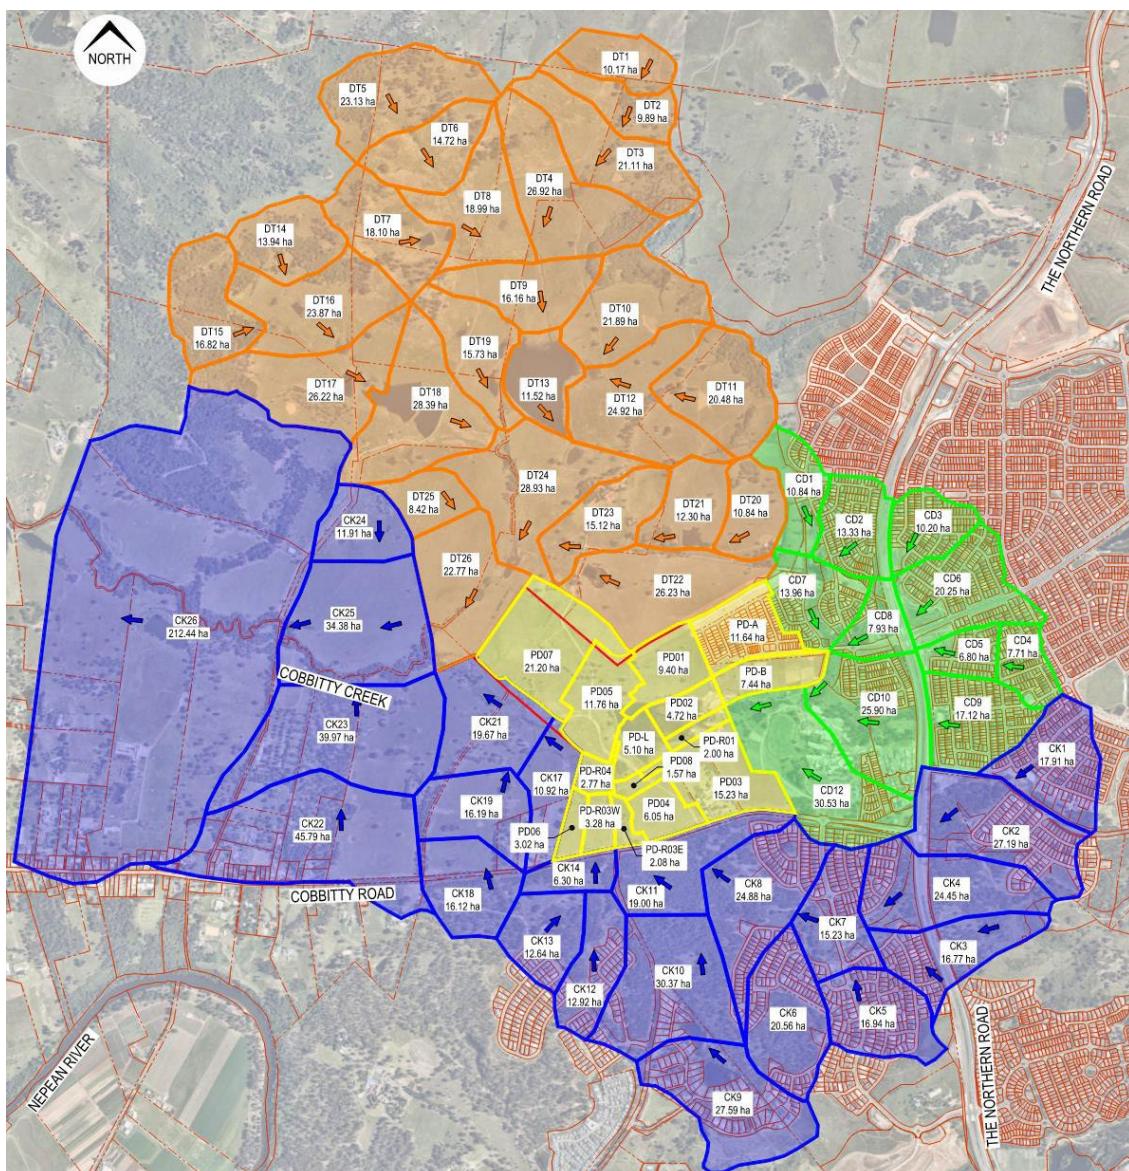 NORTH
DT1
10.17 ha
DT2
9.89 ha
DT5
23.13 ha
DT6
14.72 ha
DT3
21.11 ha
DT4
26.92 ha
DT8
18.99 ha
DT7
18.10 ha
DT14
13.94 ha
THE NORTHERN ROAD
DT9
16.16 ha
DT16
23.87 ha
DT10
21.89 ha
DT15
16.82 ha
DT19
15.73 ha
DT17
26.22 ha
DT18
28.39 ha
DT13
11.52 ha
DT12
24.92 ha
DT11
20.48 ha
DT24
28.93 ha
DT25
8.42 ha
DT23
15.12 ha
DT21
12.30 ha
DT20
10.84 ha
CD1
10.84 ha
CD2
13.33 ha
CD3
10.20 ha
CK24
11.91 ha
DT26
22.77 ha
DT22
26.23 ha
CD7
13.96 ha
CD6
20.25 ha
CK26
212.44 ha
CK25
34.38 ha
CD8
7.93 ha
PD-A
11.64 ha
CD5
6.80 ha
CD4
7.71 ha
PD07
21.20 ha
PD01
9.40 ha
PD-B
7.44 ha
COBBITTY CREEK
PD05
11.76 ha
PD02
4.72 ha
CD10
25.90 ha
CD9
17.12 ha
CK21
19.67 ha
CK23
39.97 ha
PD-L
5.10 ha
PD-R01
2.00 ha
CK1
17.91 ha
PD08
1.57 ha
CK17
10.92 ha
PD-R04
2.77 ha
PD03
15.23 ha
CD12
30.53 ha
CK19
16.19 ha
PD-R03W
3.28 ha
PD04
6.05 ha
CK22
45.79 ha
PD06
3.02 ha
PD-R03E
2.08 ha
CK2
27.19 ha
CK14
6.30 ha
CK11
19.00 ha
CK8
24.88 ha
CK4
24.45 ha
COBBITTY ROAD
CK18
16.12 ha
CK7
15.23 ha
CK13
12.64 ha
CK3
16.77 ha
CK10
30.37 ha
CK12
12.92 ha
CK6
20.56 ha
CK5
16.94 ha
NEPEAN RIVER
CK9
27.59 ha
THE NORTHERN ROAD